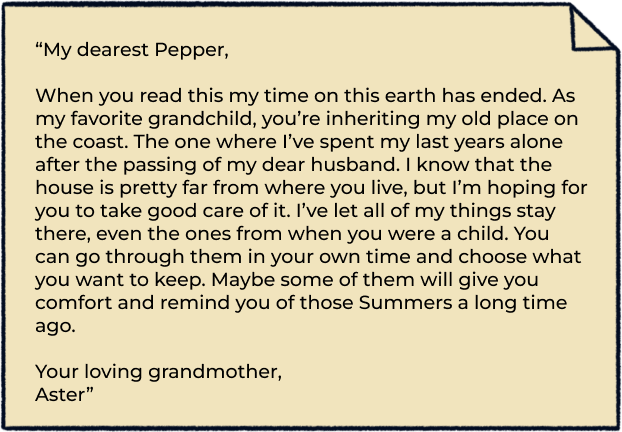 “My dearest Pepper,
When you read this my time on this earth has ended. As
my favorite grandchild, you’re inheriting my old place on
the coast. The one where I’ve spent my last years alone
after the passing of my dear husband. I know that the
house is pretty far from where you live, but I’m hoping for
you to take good care of it. I’ve let all of my things stay
there, even the ones from when you were a child. You
can go through them in your own time and choose what
you want to keep. Maybe some of them will give you
comfort and remind you of those Summers a long time
ago.
Your loving grandmother,
Aster”